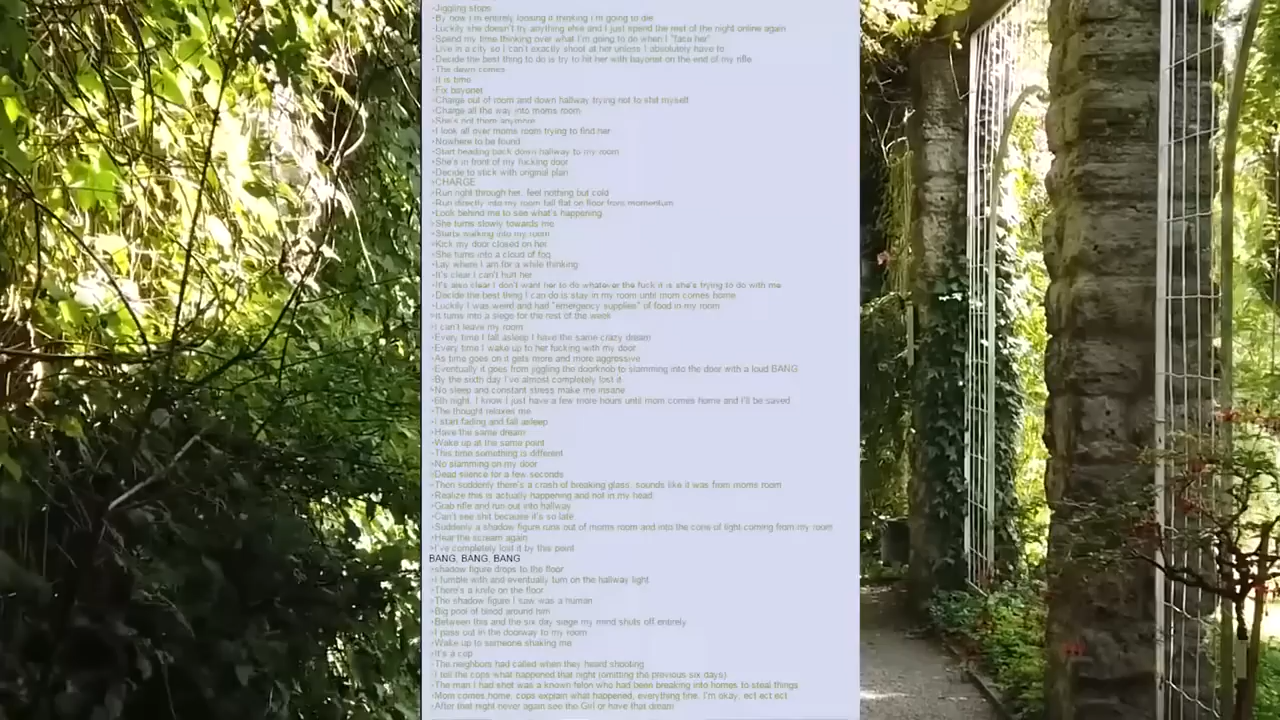 >Jiggling stops
>By now I'm entirely loosing it thinking I'm going to die
>Luckily she doesn't try anything else and I just spend the rest of the night online again
>Spend my time thinking over what I'm going to do when I "face her"
>Live in a city so I can't exactly shoot at her unless I absolutely have to
>Decide the best thing to do is try to hit her with bayonet on the end of my rifle
>The dawn comes
>It is time
>Fix bayonet
>Charge out of room and down hallway trying not to shit myself
>Charge all the way into moms room
>She's not there anymore
>I look all over moms room trying to find her
>Nowhere to be found
>Start heading back down hallway to my room
>She's in front of my fucking door
>Decide to stick with original plan
>CHARGE
>Run right through her, feel nothing but cold
>Run directly into my room fall flat on floor from momentum
>Look behind me to see what's happening
>She turns slowly towards me
>Starts walking into my room
>Kick my door closed on her
>She turns into a cloud of fog
>Lay where I am for a while thinking
>It's clear I can't hurt her
>It's also clear I don't want her to do whatever the fuck it is she's trying to do with me
>Decide the best thing I can do is stay in my room until mom comes home
>Luckily I was weird and had "emergency supplies" of food in my room
>It turns into a siege for the rest of the week
>I can't leave my room
>Every time I fall asleep I have the same crazy dream
>Every time I wake up to her fucking with my door
>As time goes on it gets more and more aggressive
>Eventually it goes from jiggling the doorknob to slamming into the door with a loud BANG
>By the sixth day I've almost completely lost it
>No sleep and constant stress make me insane
>6th night, I know I just have a few more hours until mom comes home and I'll be saved
>The thought relaxes me
>I start fading and fall asleep
>Have the same dream
>Wake up at the same point
>This time something is different
>No slamming on my door
>Dead silence for a few seconds
>Then suddenly there's a crash of breaking glass, sounds like it was from moms room
>Realize this is actually happening and not in my head
>Grab rifle and run out into hallway
>Can't see shit because it's so late
>Suddenly a shadow figure runs out of moms room and into the cone of light coming from my room
>Hear the scream again
>I've completely lost it by this point
BANG, BANG, BANG
>shadow figure drops to the floor
>I fumble with and eventually turn on the hallway light
>There's a knife on the floor
>The shadow figure I saw was a human
>Big pool of blood around him
>Between this and the six day siege my mind shuts off entirely
>I pass out in the doorway to my room
>Wake up to someone shaking me
>It's a cop
>The neighbors had called when they heard shooting
>I tell the cops what happened that night (omitting the previous six days)
>The man I had shot was a known felon who had been breaking into homes to steal things
>Mom comes home, cops explain what happened, everything fine, I'm okay, ect ect ect
>After that night never again see the Girl or have that dream